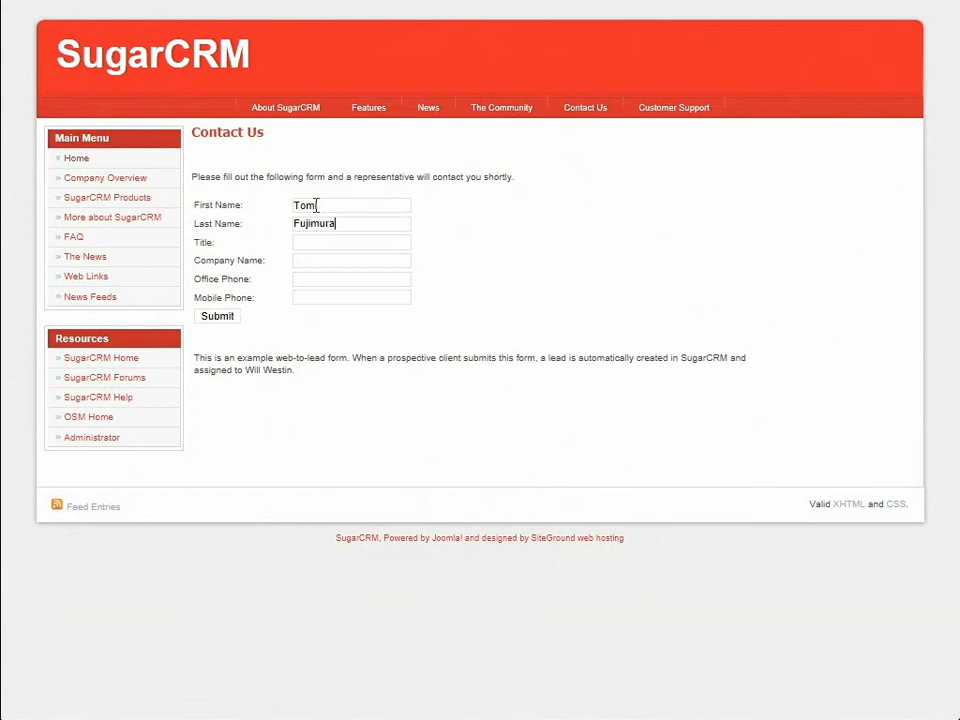 SugarCRM
About SugarCRM Features News The Community Contact Us Customer Support
Main Menu
» Home
» Company Overview
» SugarCRM Products
» More about SugarCRM
» FAQ
» The News
» Web Links
» News Feeds
Resources
» SugarCRM Home
» SugarCRM Forums
» SugarCRM Help
» OSM Home
» Administrator
Contact Us
Please fill out the following form and a representative will contact you shortly.
First Name: Tom
Last Name: Fujimura
Title:
Company Name:
Office Phone:
Mobile Phone:
Submit
This is an example web-to-lead form. When a prospective client submits this form, a lead is automatically created in SugarCRM and
assigned to Will Westin.
Feed Entries
Valid XHTML and CSS.
SugarCRM, Powered by Joomla! and designed by SiteGround web hosting